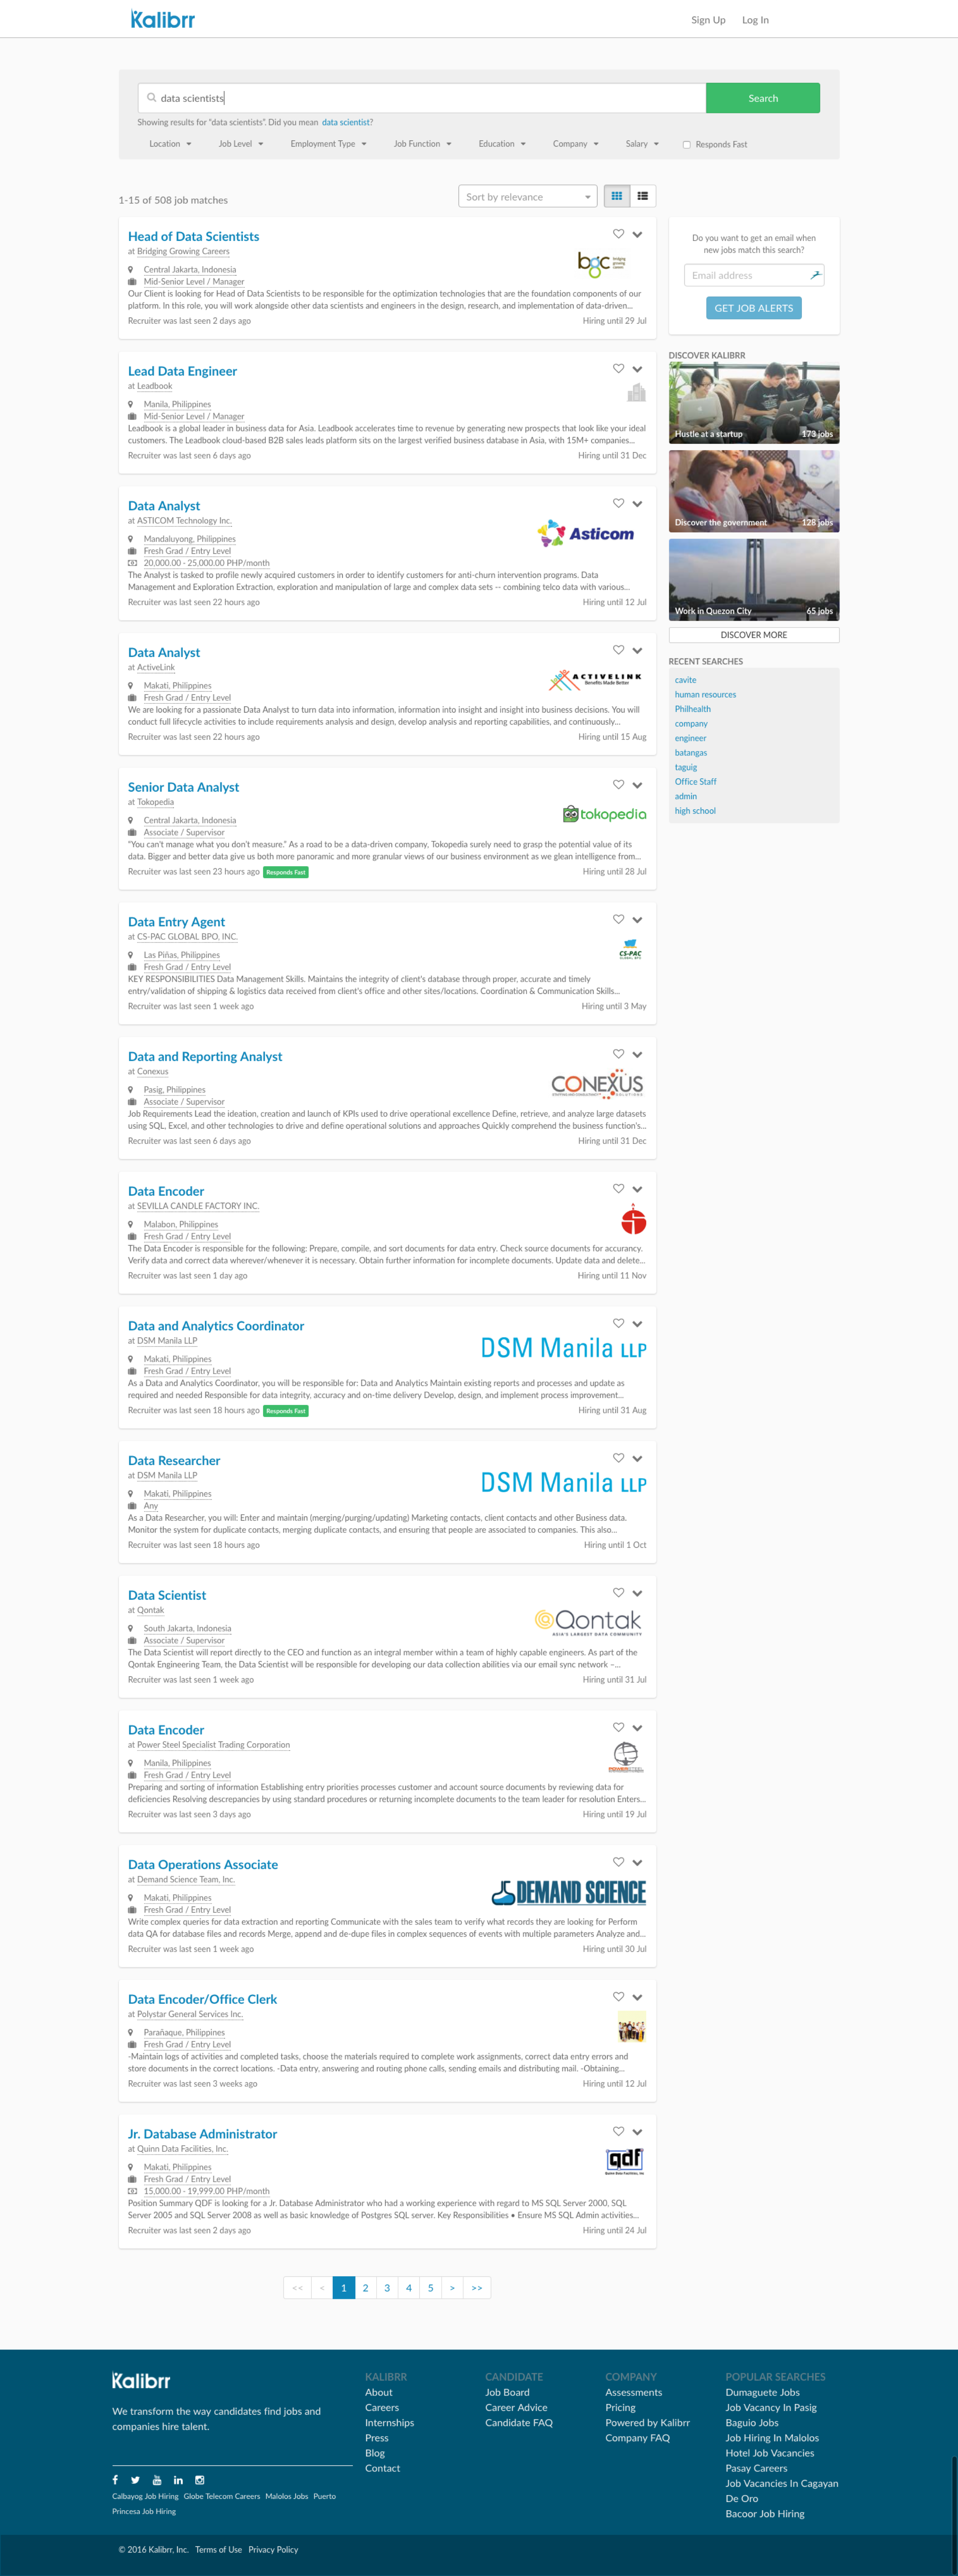 Kalibrr
Sign Up Log In
data scientists
Search
Showing results for "data scientists". Did you mean data scientist?
Location Job Level Employment Type Job Function Education Company Salary Responds Fast
1-15 of 508 job matches
Sort by relevance
Head of Data Scientists
at Bridging Growing Careers
bgc bridging growing careers
Central Jakarta, Indonesia
Mid-Senior Level / Manager
Our Client is looking for Head of Data Scientists to be responsible for the optimization technologies that are the foundation components of our
platform. In this role, you will work alongside other data scientists and engineers in the design, research, and implementation of data-driven...
Recruiter was last seen 2 days ago Hiring until 29 Jul
Lead Data Engineer
at Leadbook
Manila, Philippines
Mid-Senior Level / Manager
Leadbook is a global leader in business data for Asia. Leadbook accelerates time to revenue by generating new prospects that look like your ideal
customers. The Leadbook cloud-based B2B sales leads platform sits on the largest verified business database in Asia, with 15M+ companies...
Recruiter was last seen 6 days ago Hiring until 31 Dec
Data Analyst
at ASTICOM Technology Inc.
Asticom
Mandaluyong, Philippines
Fresh Grad / Entry Level
20,000.00 - 25,000.00 PHP/month
The Analyst is tasked to profile newly acquired customers in order to identify customers for anti-churn intervention programs. Data
Management and Exploration Extraction, exploration and manipulation of large and complex data sets -- combining telco data with various...
Recruiter was last seen 22 hours ago Hiring until 12 Jul
Data Analyst
at ActiveLink
ACTIVELINK
Benefits Made Better
Makati, Philippines
Fresh Grad / Entry Level
We are looking for a passionate Data Analyst to turn data into information, information into insight and insight into business decisions. You will
conduct full lifecycle activities to include requirements analysis and design, develop analysis and reporting capabilities, and continuously...
Recruiter was last seen 22 hours ago Hiring until 15 Aug
Senior Data Analyst
at Tokopedia
tokopedia
Central Jakarta, Indonesia
Associate / Supervisor
"You can't manage what you don't measure." As a road to be a data-driven company, Tokopedia surely need to grasp the potential value of its
data. Bigger and better data give us both more panoramic and more granular views of our business environment as we glean intelligence from...
Recruiter was last seen 23 hours ago Responds Fast Hiring until 28 Jul
Data Entry Agent
at CS-PAC GLOBAL BPO, INC.
CS-PAC
GLOBAL BPO
Las Piñas, Philippines
Fresh Grad / Entry Level
KEY RESPONSIBILITIES Data Management Skills. Maintains the integrity of client's database through proper, accurate and timely
entry/validation of shipping & logistics data received from client's office and other sites/locations. Coordination & Communication Skills...
Recruiter was last seen 1 week ago Hiring until 3 May
Data and Reporting Analyst
at Conexus
CONEXUS
Pasig, Philippines
Associate / Supervisor
Job Requirements Lead the ideation, creation and launch of KPIs used to drive operational excellence Define, retrieve, and analyze large datasets
using SQL, Excel, and other technologies to drive and define operational solutions and approaches Quickly comprehend the business function's...
Recruiter was last seen 6 days ago Hiring until 31 Dec
Data Encoder
at SEVILLA CANDLE FACTORY INC.
Malabon, Philippines
Fresh Grad / Entry Level
The Data Encoder is responsible for the following: Prepare, compile, and sort documents for data entry. Check source documents for accurancy.
Verify data and correct data wherever/whenever it is necessary. Obtain further information for incomplete documents. Update data and delete...
Recruiter was last seen 1 day ago Hiring until 11 Nov
Data and Analytics Coordinator
at DSM Manila LLP
DSM Manila LLP
Makati, Philippines
Fresh Grad / Entry Level
As a Data and Analytics Coordinator, you will be responsible for: Data and Analytics Maintain existing reports and processes and update as
required and needed Responsible for data integrity, accuracy and on-time delivery Develop, design, and implement process improvement...
Recruiter was last seen 18 hours ago Responds Fast Hiring until 31 Aug
Data Researcher
at DSM Manila LLP
DSM Manila LLP
Makati, Philippines
Any
As a Data Researcher, you will: Enter and maintain (merging/purging/updating) Marketing contacts, client contacts and other Business data.
Monitor the system for duplicate contacts, merging duplicate contacts, and ensuring that people are associated to companies. This also...
Recruiter was last seen 18 hours ago Hiring until 1 Oct
Data Scientist
at Qontak
Qontak
ASIA'S LARGEST DATA COMMUNITY
South Jakarta, Indonesia
Associate / Supervisor
The Data Scientist will report directly to the CEO and function as an integral member within a team of highly capable engineers. As part of the
Qontak Engineering Team, the Data Scientist will be responsible for developing our data collection abilities via our email sync network –...
Recruiter was last seen 1 week ago Hiring until 31 Jul
Data Encoder
at Power Steel Specialist Trading Corporation
POWERSTEEL
Manila, Philippines
Fresh Grad / Entry Level
Preparing and sorting of information Establishing entry priorities processes customer and account source documents by reviewing data for
deficiencies Resolving descrepancies by using standard procedures or returning incomplete documents to the team leader for resolution Enters...
Recruiter was last seen 3 days ago Hiring until 19 Jul
Data Operations Associate
at Demand Science Team, Inc.
DEMAND SCIENCE
Makati, Philippines
Fresh Grad / Entry Level
Write complex queries for data extraction and reporting Communicate with the sales team to verify what records they are looking for Perform
data QA for database files and records Merge, append and de-dupe files in complex sequences of events with multiple parameters Analyze and...
Recruiter was last seen 1 week ago Hiring until 30 Jul
Data Encoder/Office Clerk
at Polystar General Services Inc.
Parañaque, Philippines
Fresh Grad / Entry Level
-Maintain logs of activities and completed tasks, choose the materials required to complete work assignments, correct data entry errors and
store documents in the correct locations. -Data entry, answering and routing phone calls, sending emails and distributing mail. -Obtaining...
Recruiter was last seen 3 weeks ago Hiring until 12 Jul
Jr. Database Administrator
at Quinn Data Facilities, Inc.
qdf
Quinn Data Facilities, Inc
Makati, Philippines
Fresh Grad / Entry Level
15,000.00 - 19,999.00 PHP/month
Position Summary QDF is looking for a Jr. Database Administrator who had a working experience with regard to MS SQL Server 2000, SQL
Server 2005 and SQL Server 2008 as well as basic knowledge of Postgres SQL server. Key Responsibilities • Ensure MS SQL Admin activities...
Recruiter was last seen 2 days ago Hiring until 24 Jul
<< < 1 2 3 4 5 > >>
Do you want to get an email when
new jobs match this search?
Email address
GET JOB ALERTS
DISCOVER KALIBRR
Hustle at a startup 173 jobs
Discover the government 128 jobs
Work in Quezon City 65 jobs
DISCOVER MORE
RECENT SEARCHES
cavite
human resources
Philhealth
company
engineer
batangas
taguig
Office Staff
admin
high school
Kalibrr
We transform the way candidates find jobs and
companies hire talent.
Calbayog Job Hiring Globe Telecom Careers Malolos Jobs Puerto
Princesa Job Hiring
KALIBRR
About
Careers
Internships
Press
Blog
Contact
CANDIDATE
Job Board
Career Advice
Candidate FAQ
COMPANY
Assessments
Pricing
Powered by Kalibrr
Company FAQ
POPULAR SEARCHES
Dumaguete Jobs
Job Vacancy In Pasig
Baguio Jobs
Job Hiring In Malolos
Hotel Job Vacancies
Pasay Careers
Job Vacancies In Cagayan
De Oro
Bacoor Job Hiring
© 2016 Kalibrr, Inc. Terms of Use Privacy Policy